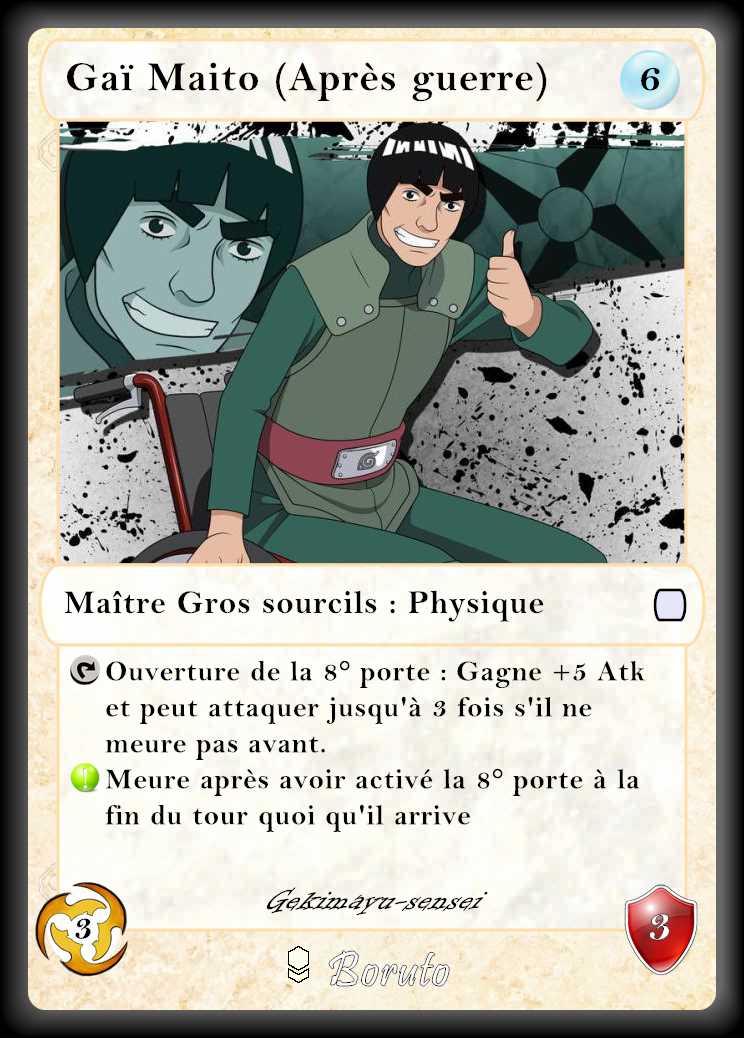 Gaï Maito (Après guerre)
6
Maître Gros sourcils : Physique
Ouverture de la 8° porte : Gagne +5 Atk
et peut attaquer jusqu'à 3 fois s'il ne
meure pas avant.
Meure après avoir activé la 8° porte à la
fin du tour quoi qu'il arrive
Gekimayu-sensei
3
3
Boruto